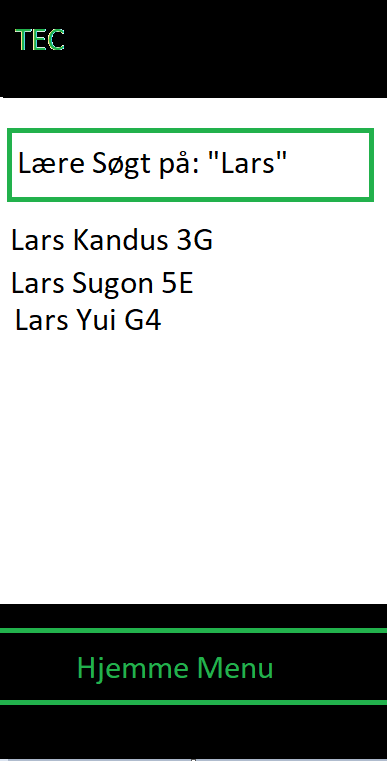 TEC
Lære Søgt på: "Lars"
Lars Kandus 3G
Lars Sugon 5E
Lars Yui G4
Hjemme Menu